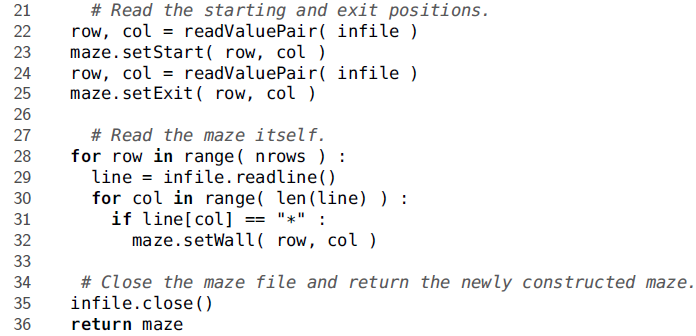 21 # Read the starting and exit positions.
22 row, col = readValuePair( infile )
23 maze.setStart( row, col )
24 row, col = readValuePair( infile )
25 maze.setExit( row, col )
26
27 # Read the maze itself.
28 for row in range( nrows ) :
29 line = infile.readline()
30 for col in range( len(line) ) :
31 if line[col] == "*" :
32 maze.setWall( row, col )
33
34 # Close the maze file and return the newly constructed maze.
35 infile.close()
36 return maze